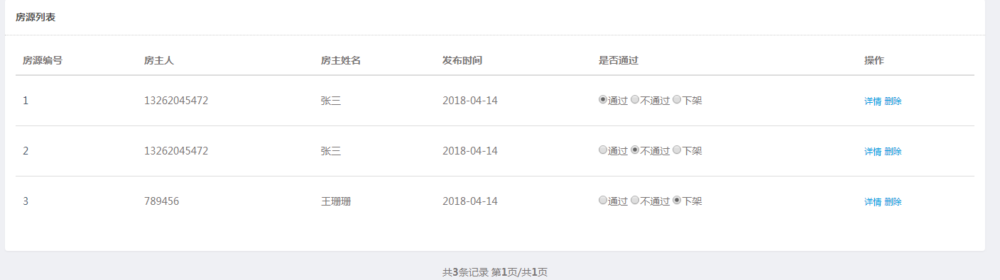 房源列表
房源编号 房主人 房主姓名 发布时间 是否通过 操作
1 13262045472 张三 2018-04-14 通过 不通过 下架 详情 删除
2 13262045472 张三 2018-04-14 通过 不通过 下架 详情 删除
3 789456 王珊珊 2018-04-14 通过 不通过 下架 详情 删除
共3条记录 第1页/共1页